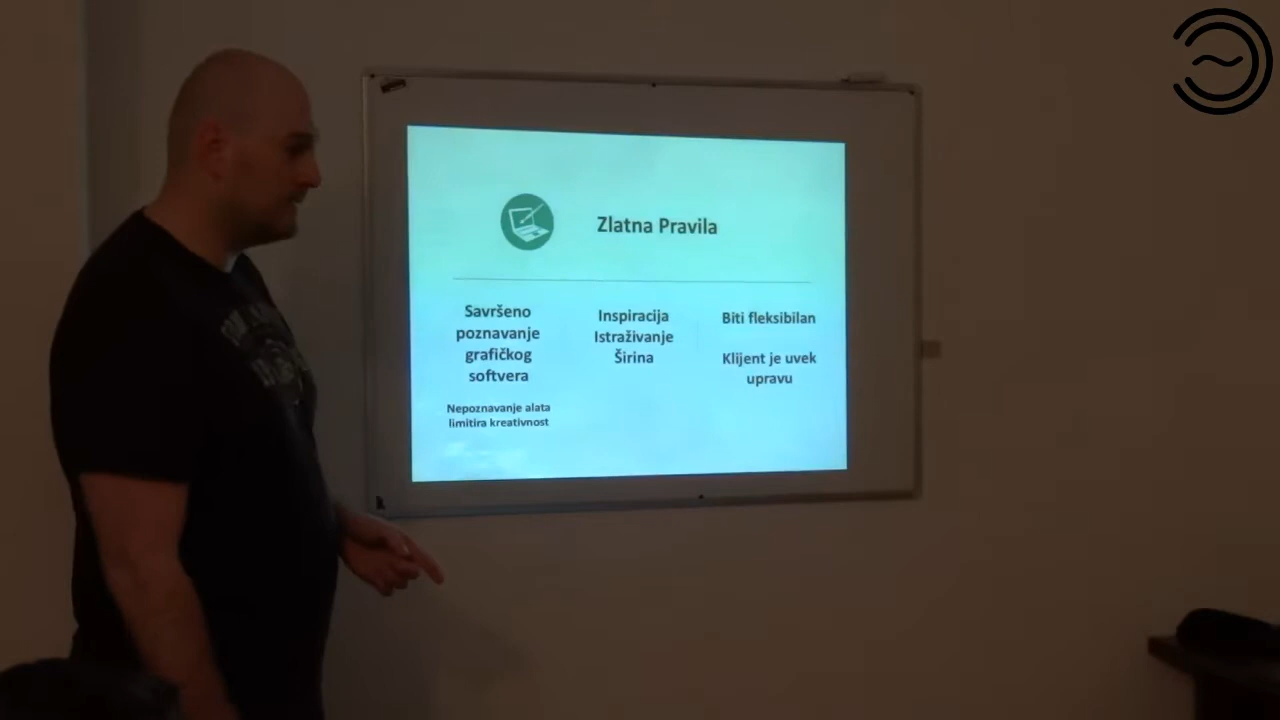 Zlatna Pravila
Savršeno
poznavanje
grafičkog
softvera
Nepoznavanje alata
limitira kreativnost
Inspiracija
Istraživanje
Širina
Biti fleksibilan
Klijent je uvek
upravu